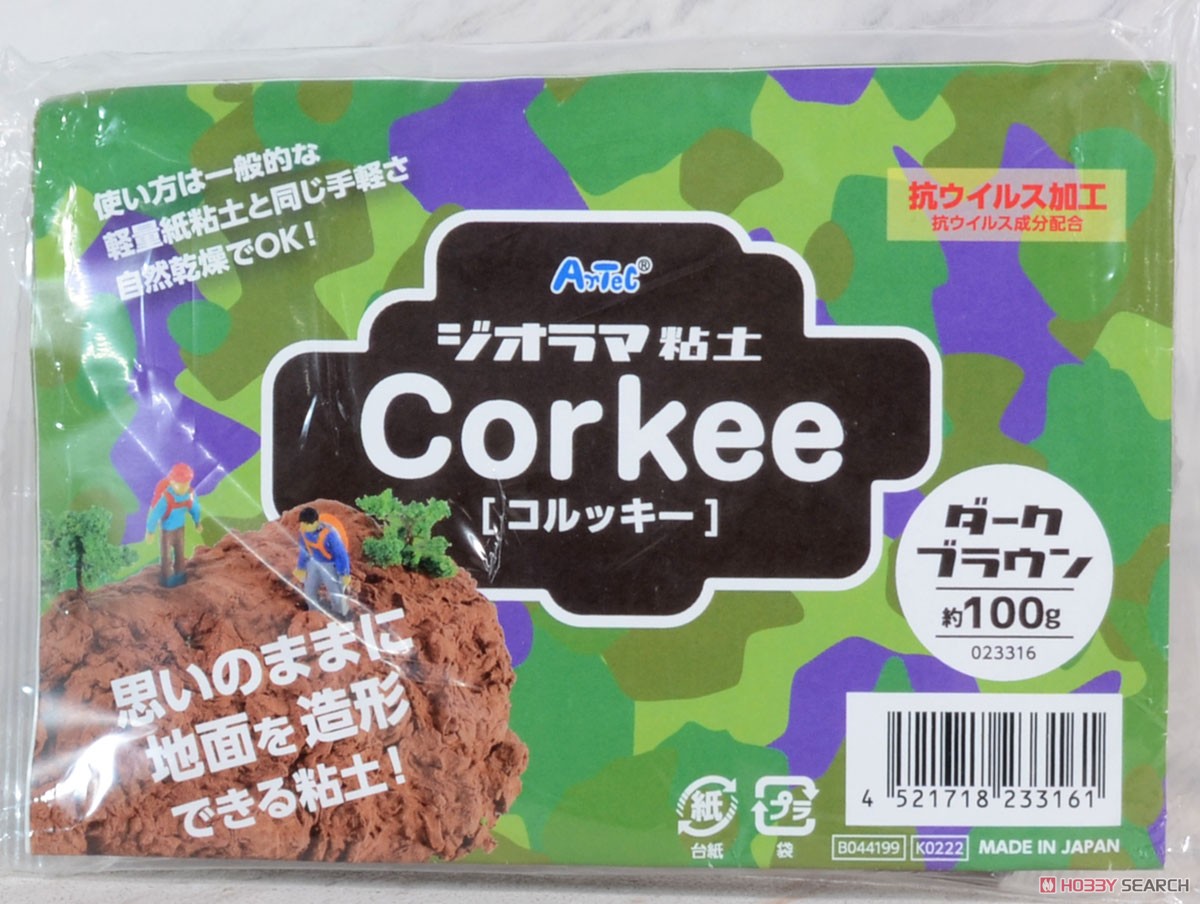 使い方は一般的な
軽量紙粘土と同じ手軽さ
自然乾燥でOK!
抗ウイルス加工
抗ウイルス成分配合
ArTeC®
ジオラマ粘土
Corkee
[コルッキー]
ダーク
ブラウン
約100g
023316
思いのままに
地面を造形
できる粘土!
紙
台紙
プラ
袋
4 521718 233161
B044199 K0222 MADE IN JAPAN
HOBBY SEARCH